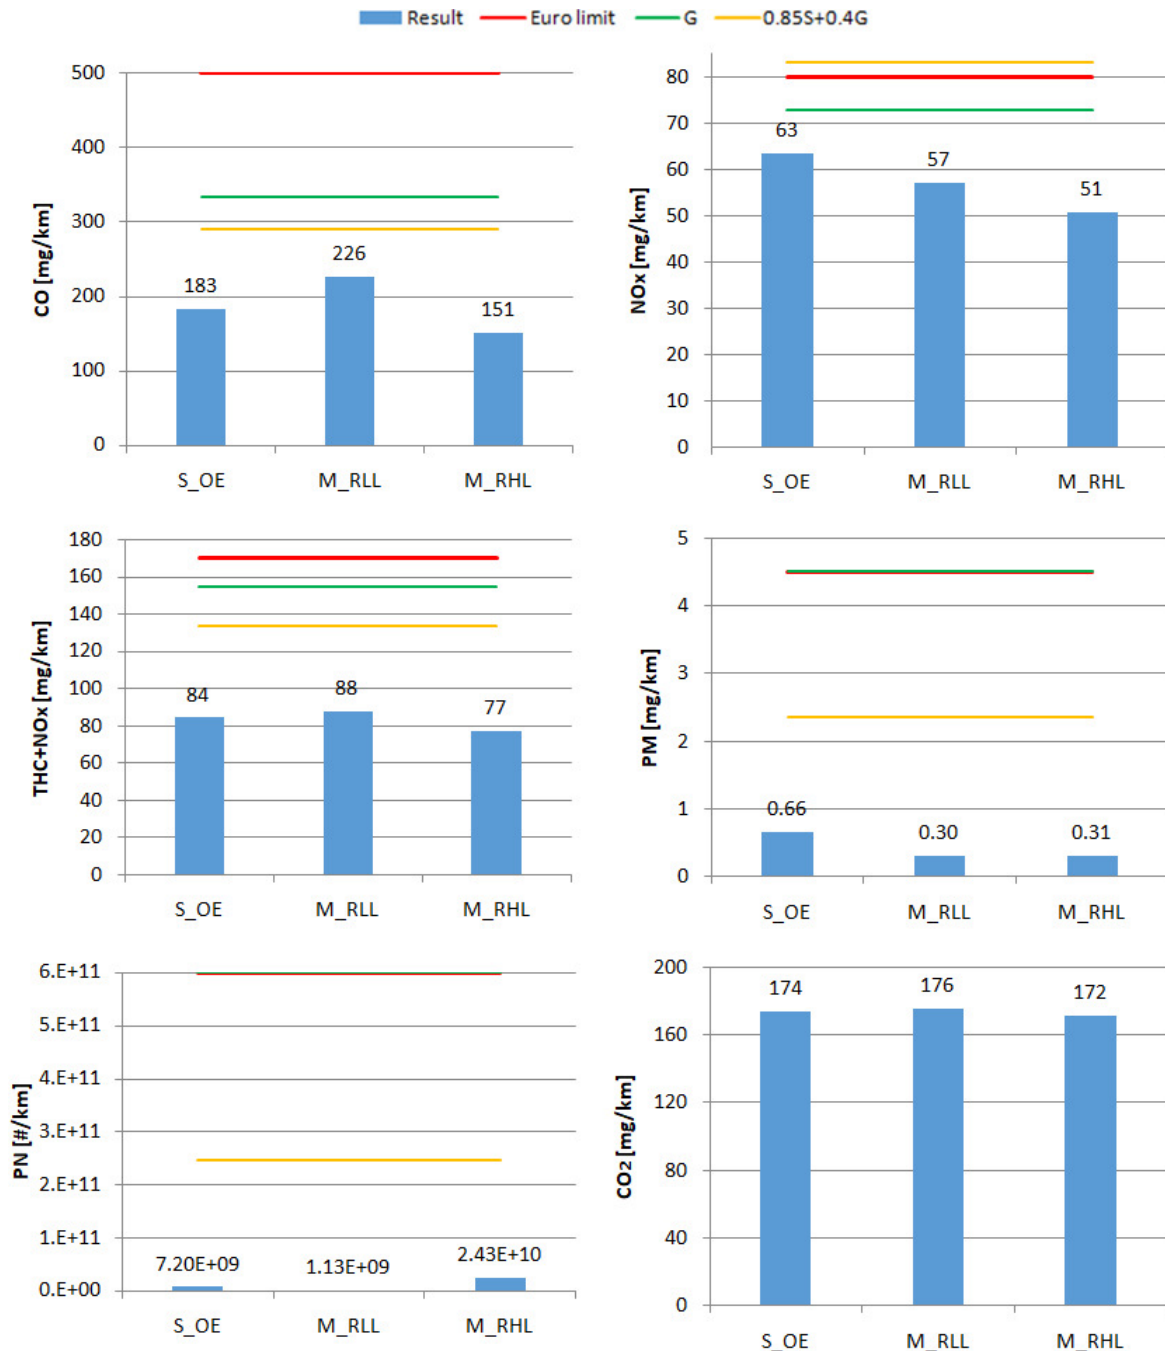 Result Euro limit G 0.85S+0.4G
CO [mg/km]
500
400
300
200
100
0
183
226
151
S_OE M_RLL M_RHL
NOx [mg/km]
80
70
60
50
40
30
20
10
0
63
57
51
S_OE M_RLL M_RHL
THC+NOx [mg/km]
180
160
140
120
100
80
60
40
20
0
84
88
77
S_OE M_RLL M_RHL
PM [mg/km]
5
4
3
2
1
0
0.66
0.30
0.31
S_OE M_RLL M_RHL
PN [#/km]
6.E+11
5.E+11
4.E+11
3.E+11
2.E+11
1.E+11
0.E+00
7.20E+09
1.13E+09
2.43E+10
S_OE M_RLL M_RHL
CO2 [mg/km]
200
160
120
80
40
0
174
176
172
S_OE M_RLL M_RHL